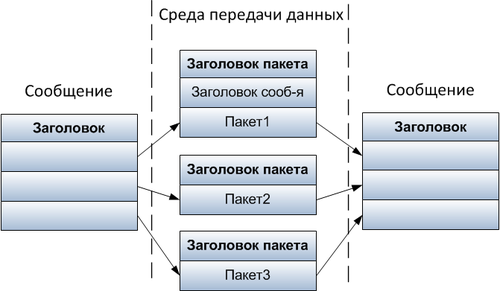 Среда передачи данных
Сообщение
Заголовок
Заголовок пакета
Заголовок сооб-я
Пакет1
Заголовок пакета
Пакет2
Заголовок пакета
Пакет3
Сообщение
Заголовок